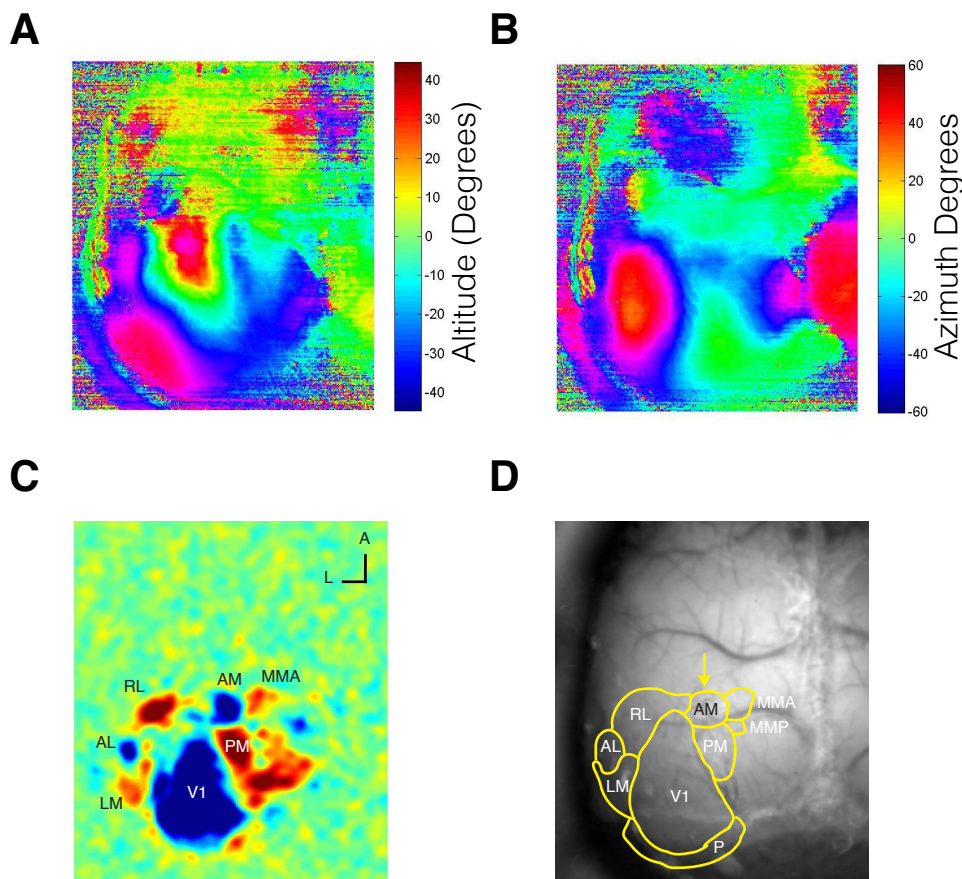 A
B
40
30
20
10
0
-10
-20
-30
-40
Altitude (Degrees)
60
40
20
0
-20
-40
-60
Azimuth Degrees
C
D
A
L
RL
AM
MMA
AL
PM
LM
V1
RL
AM
MMA
MMP
AL
PM
LM
V1
P